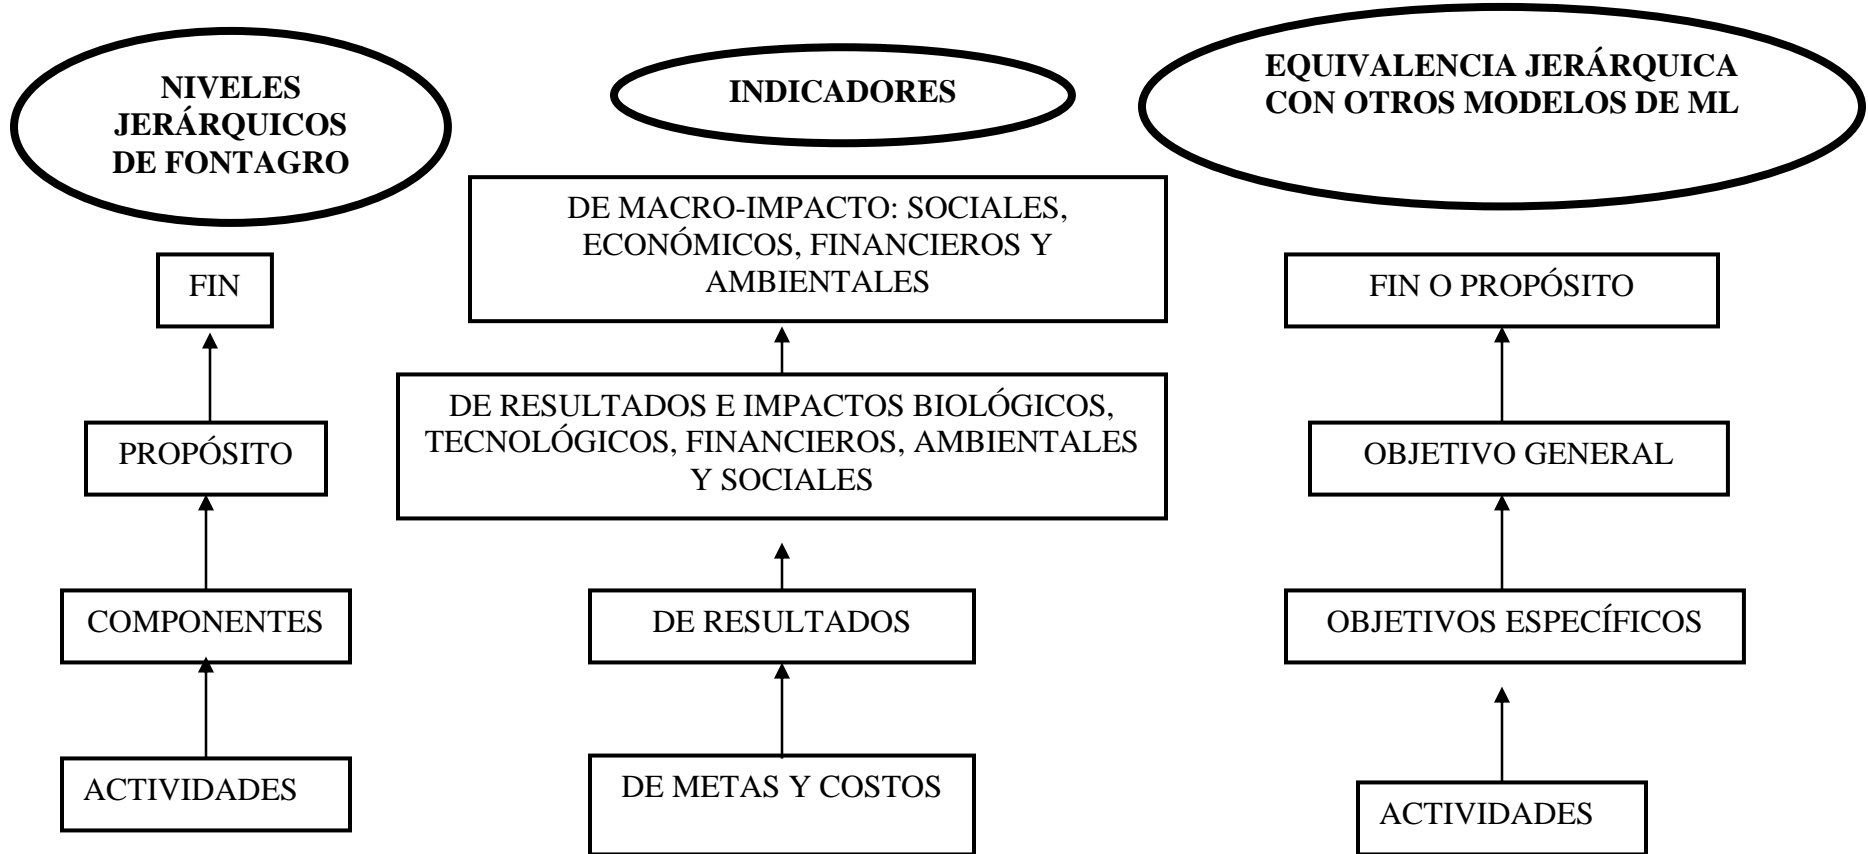 NIVELES
JERÁRQUICOS
DE FONTAGRO
INDICADORES
EQUIVALENCIA JERÁRQUICA
CON OTROS MODELOS DE ML
DE MACRO-IMPACTO: SOCIALES,
ECONÓMICOS, FINANCIEROS Y
AMBIENTALES
FIN
FIN O PROPÓSITO
DE RESULTADOS E IMPACTOS BIOLÓGICOS,
TECNOLÓGICOS, FINANCIEROS, AMBIENTALES
Y SOCIALES
PROPÓSITO
OBJETIVO GENERAL
COMPONENTES
DE RESULTADOS
OBJETIVOS ESPECÍFICOS
ACTIVIDADES
DE METAS Y COSTOS
ACTIVIDADES